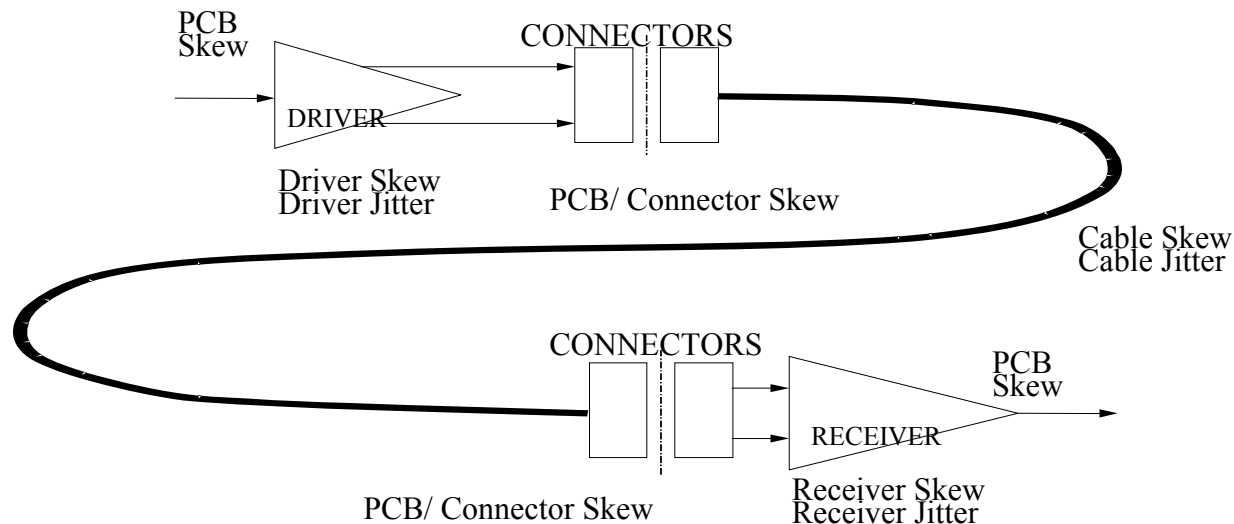 PCB
Skew
CONNECTORS
DRIVER
Driver Skew
Driver Jitter
PCB/ Connector Skew
Cable Skew
Cable Jitter
CONNECTORS
PCB
Skew
RECEIVER
PCB/ Connector Skew
Receiver Skew
Receiver Jitter